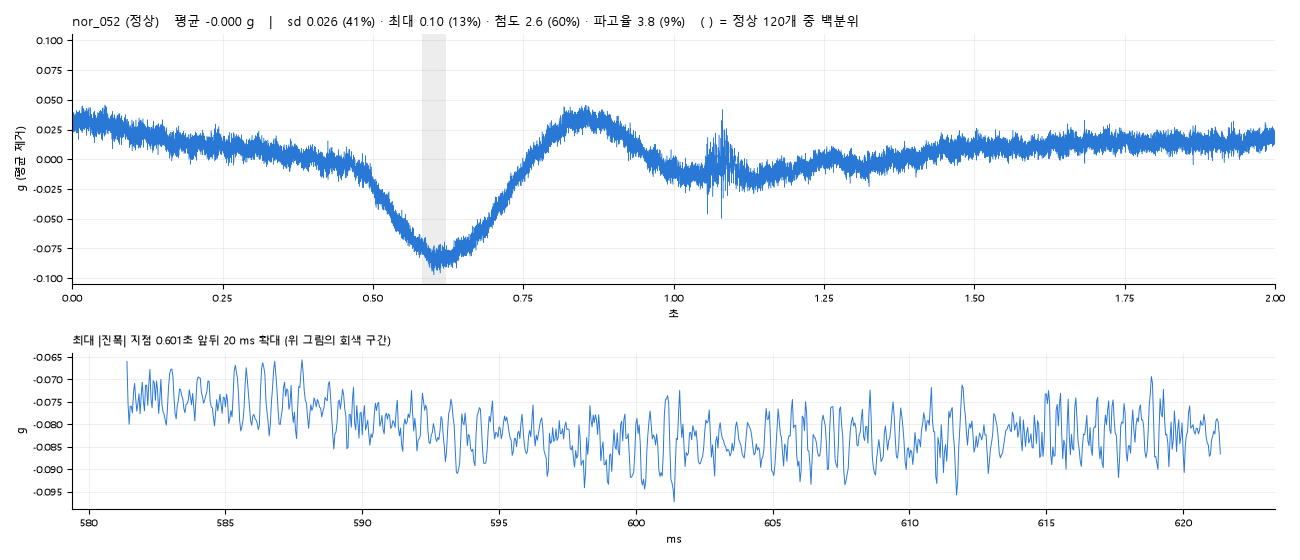 nor_052 (정상)    평균 -0.000 g    |    sd 0.026 (41%) · 최대 0.10 (13%) · 첨도 2.6 (60%) · 파고율 3.8 (9%)    ( ) = 정상 120개 중 백분위
g (평균 제거)
0.100
0.075
0.050
0.025
0.000
-0.025
-0.050
-0.075
-0.100
0.00 0.25 0.50 0.75 1.00 1.25 1.50 1.75 2.00
초
최대 |진폭| 지점 0.601초 앞뒤 20 ms 확대 (위 그림의 회색 구간)
g
-0.065
-0.070
-0.075
-0.080
-0.085
-0.090
-0.095
580 585 590 595 600 605 610 615 620
ms